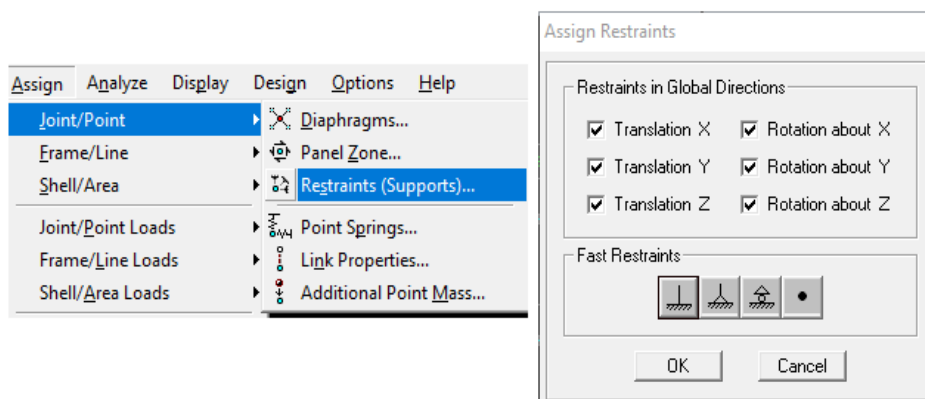 Assign Analyze Display Design Options Help
Joint/Point
Frame/Line
Shell/Area
Joint/Point Loads
Frame/Line Loads
Shell/Area Loads
Diaphragms...
Panel Zone...
Restraints (Supports)...
Point Springs...
Link Properties...
Additional Point Mass...
Assign Restraints
Restraints in Global Directions
Translation X Rotation about X
Translation Y Rotation about Y
Translation Z Rotation about Z
Fast Restraints
OK Cancel